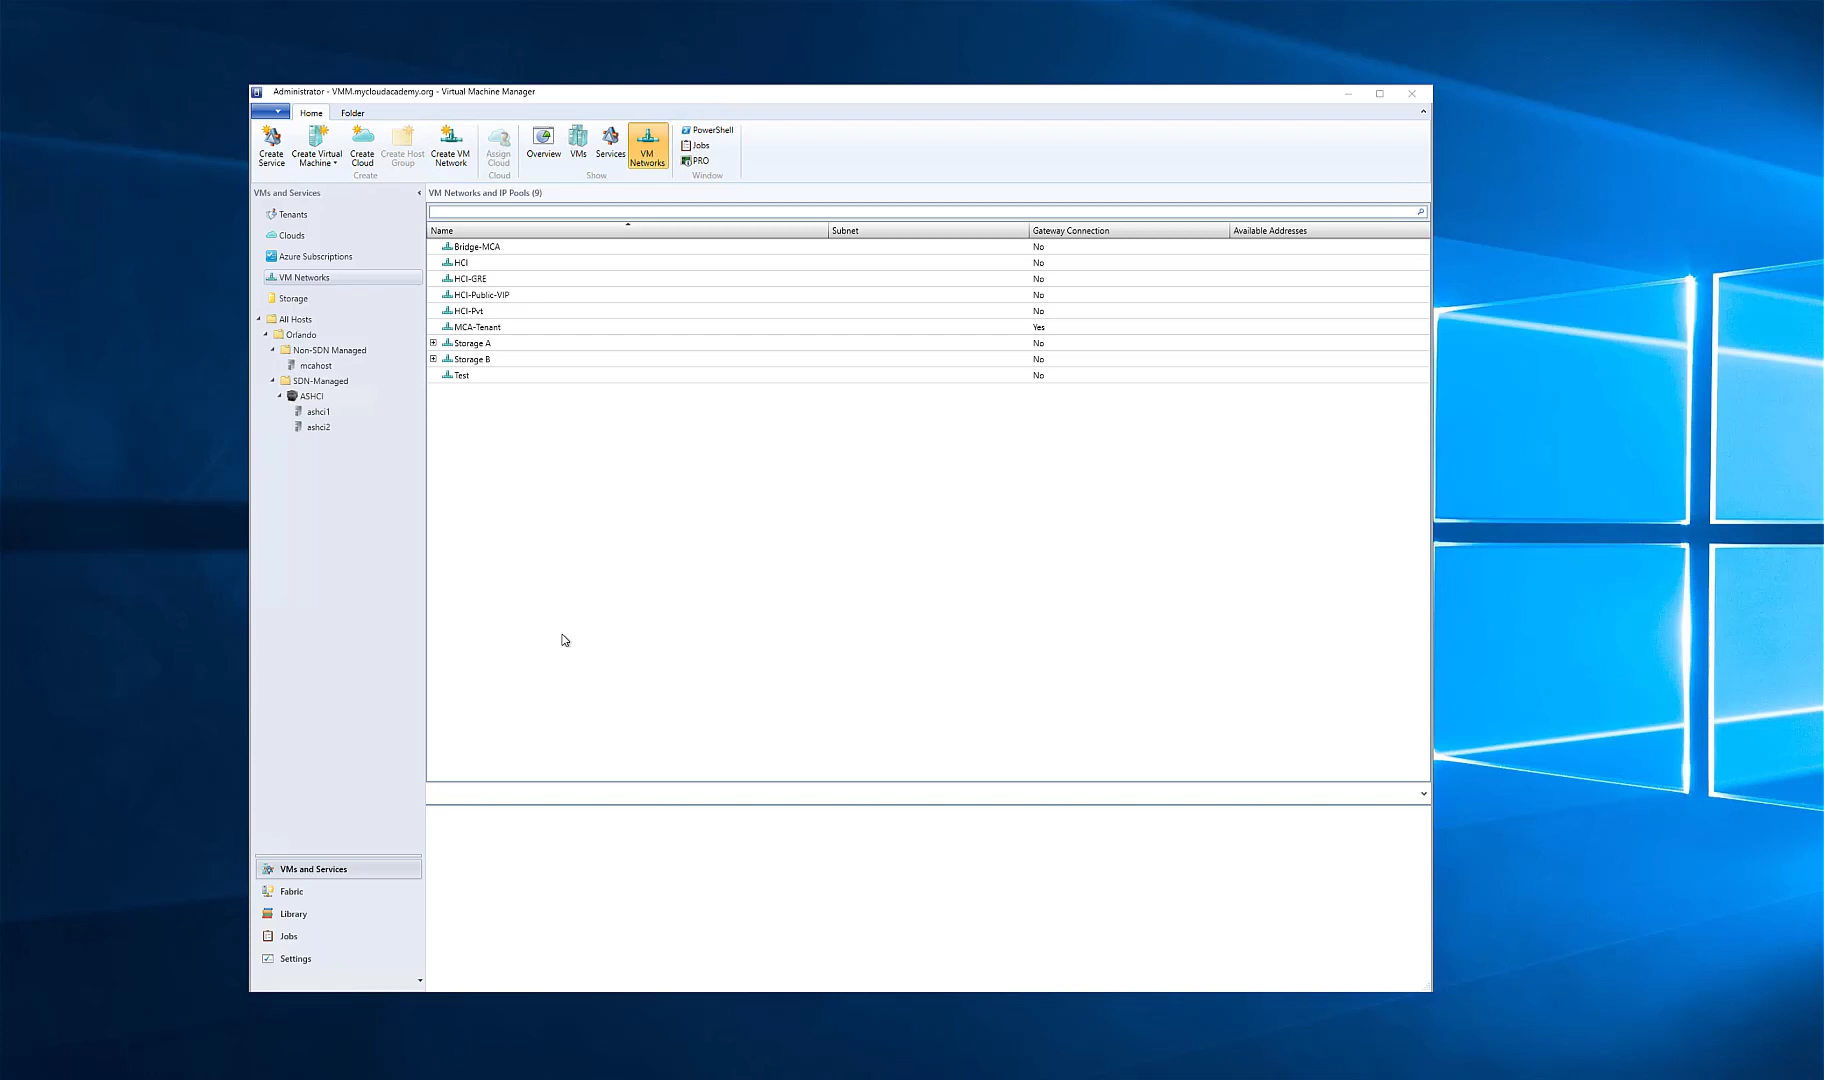 Administrator - VMM.mycloudacademy.org - Virtual Machine Manager
Home Folder
Create Service
Create Virtual Machine
Create Cloud
Create Host Group
Create VM Network
Assign Cloud
Overview
VMs
Services
VM Networks
PowerShell
Jobs
PRO
Create Cloud Show Window
VMs and Services
Tenants
Clouds
Azure Subscriptions
VM Networks
Storage
All Hosts
Orlando
Non-SDN Managed
mcahost
SDN-Managed
ASHCI
ashci1
ashci2
VM Networks and IP Pools (9)
Name Subnet Gateway Connection Available Addresses
Bridge-MCA No
HCI No
HCI-GRE No
HCI-Public-VIP No
HCI-Pvt No
MCA-Tenant Yes
Storage A No
Storage B No
Test No
VMs and Services
Fabric
Library
Jobs
Settings